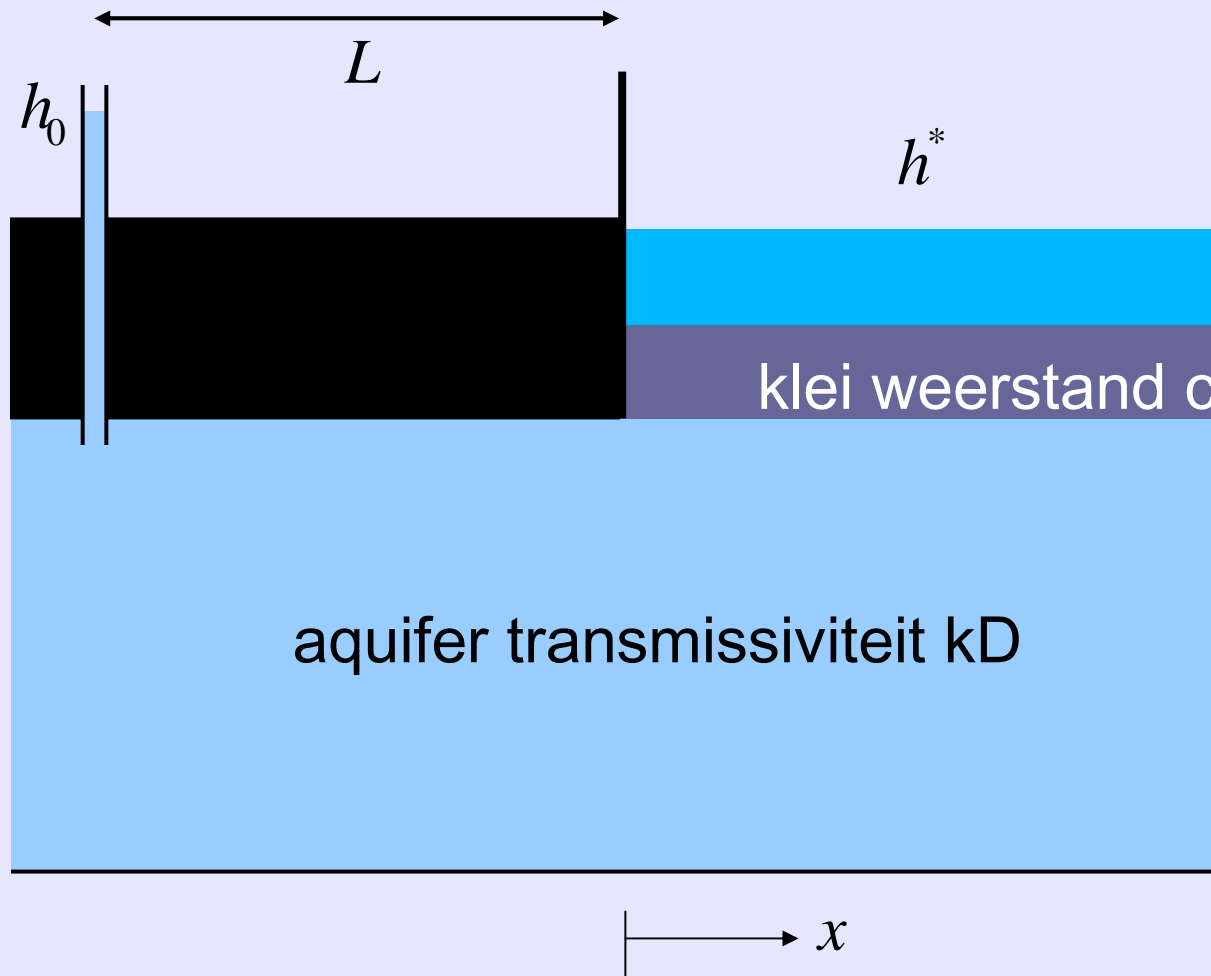 L
h₀
h*
klei weerstand c
aquifer transmissiviteit kD
x